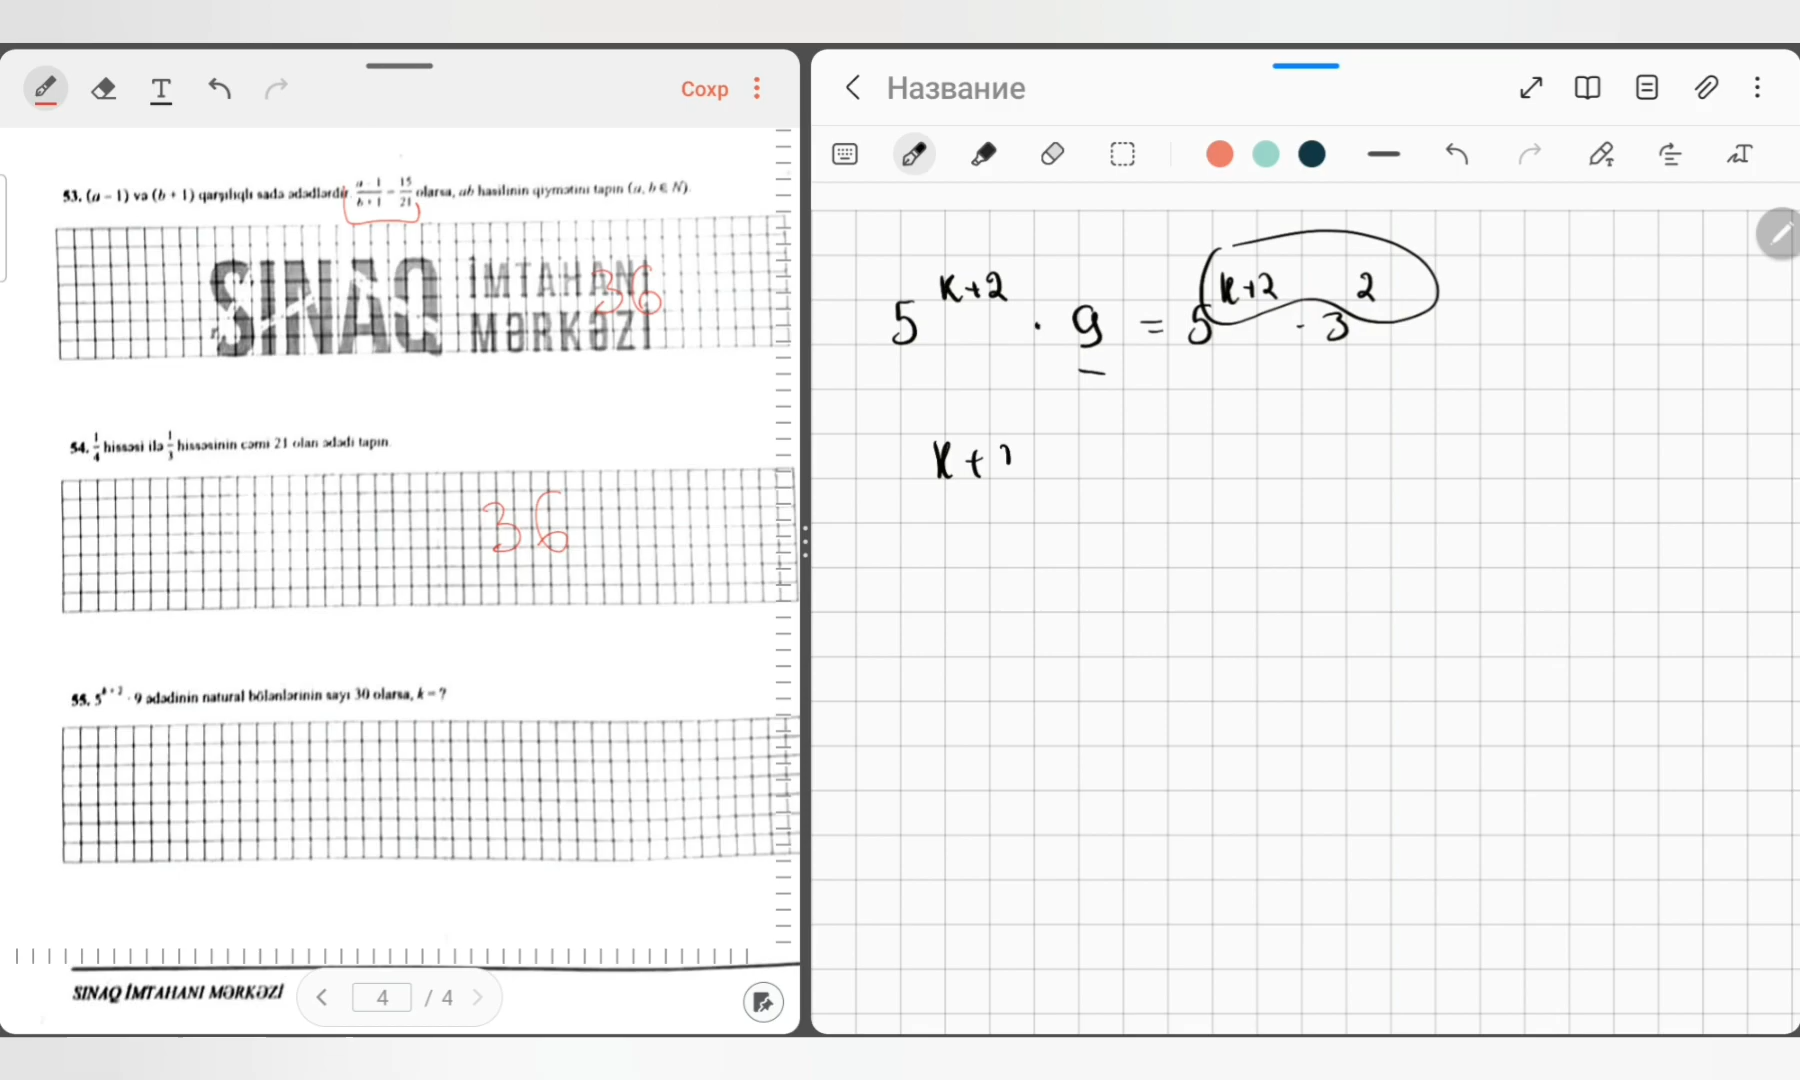 Сохр
53. (a − 1) və (b + 1) qarşılıqlı sadə ədədlərdir. (a − 1)/(b + 1) = 15/21 olarsa, ab hasilinin qiymətini tapın (a, b ∈ N).
SINAQ İMTAHANI MƏRKƏZİ
36
54. 1/4 hissəsi ilə 1/3 hissəsinin cəmi 21 olan ədədi tapın.
36
55. 5^(k+2) · 9 ədədinin natural bölənlərinin sayı 30 olarsa, k = ?
SINAQ İMTAHANI MƏRKƏZİ
4 / 4
Название
5^(k+2) · 9 = 5^(k+2) · 3^2
k +